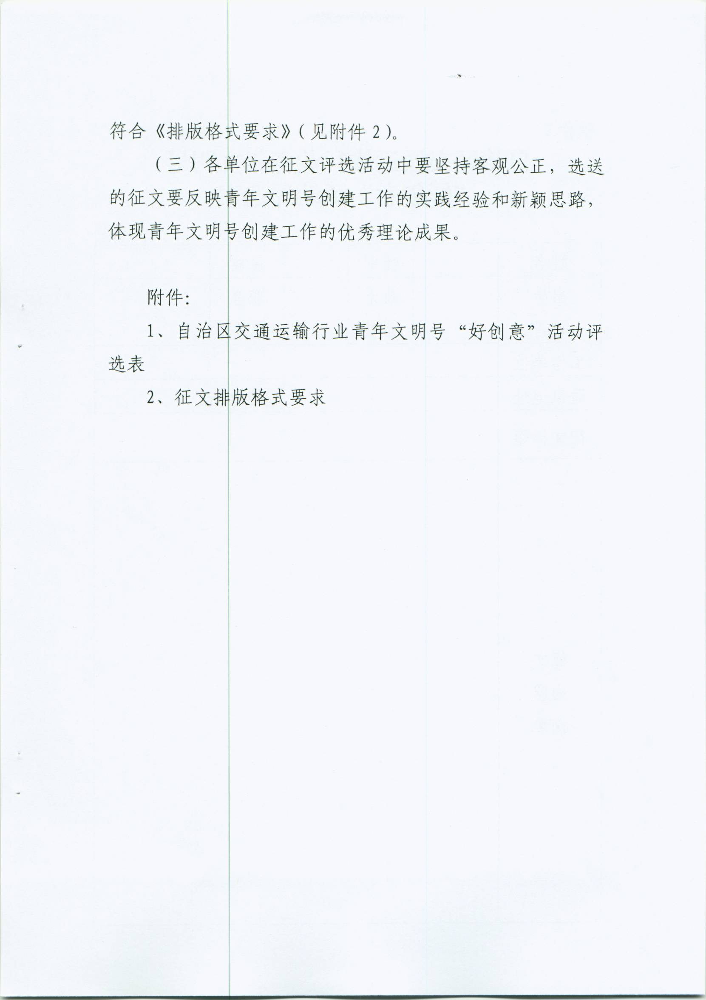 符合《排版格式要求》（见附件 2）。
（三）各单位在征文评选活动中要坚持客观公正，选送
的征文要反映青年文明号创建工作的实践经验和新颖思路，
体现青年文明号创建工作的优秀理论成果。
附件：
1、自治区交通运输行业青年文明号“好创意”活动评
选表
2、征文排版格式要求